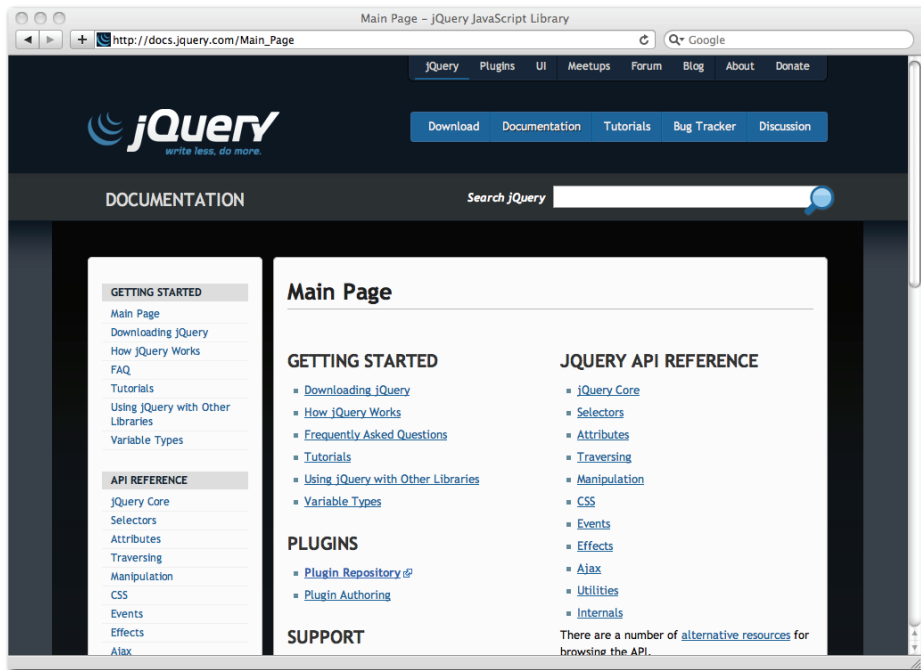 Main Page – jQuery JavaScript Library
http://docs.jquery.com/Main_Page
Google
jQuery Plugins UI Meetups Forum Blog About Donate
jQuery
write less, do more.
Download Documentation Tutorials Bug Tracker Discussion
DOCUMENTATION
Search jQuery
GETTING STARTED
Main Page
Downloading jQuery
How jQuery Works
FAQ
Tutorials
Using jQuery with Other
Libraries
Variable Types
API REFERENCE
jQuery Core
Selectors
Attributes
Traversing
Manipulation
CSS
Events
Effects
Ajax
Main Page
GETTING STARTED
Downloading jQuery
How jQuery Works
Frequently Asked Questions
Tutorials
Using jQuery with Other Libraries
Variable Types
PLUGINS
Plugin Repository
Plugin Authoring
SUPPORT
JQUERY API REFERENCE
jQuery Core
Selectors
Attributes
Traversing
Manipulation
CSS
Events
Effects
Ajax
Utilities
Internals
There are a number of alternative resources for
browsing the API.